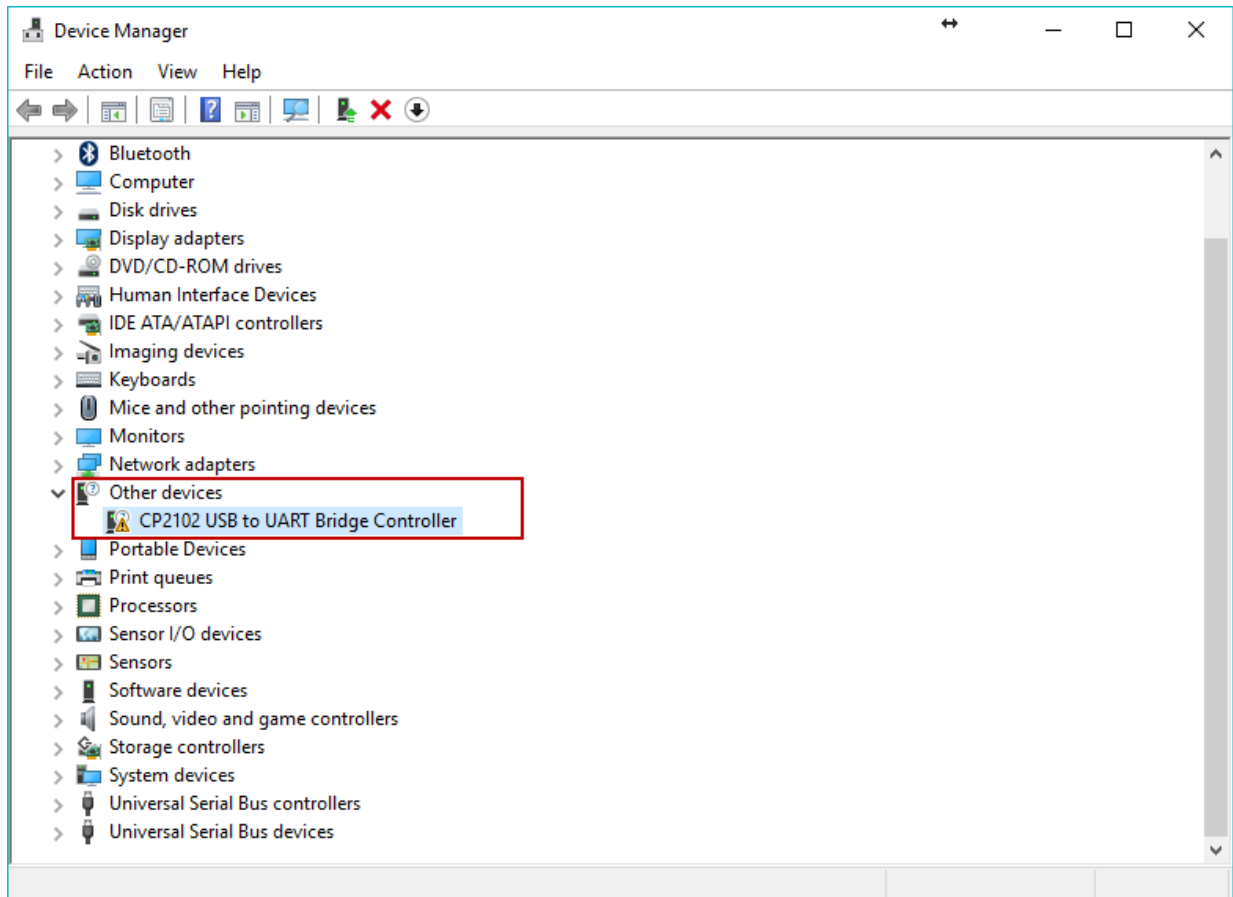 Device Manager
File Action View Help
Bluetooth
Computer
Disk drives
Display adapters
DVD/CD-ROM drives
Human Interface Devices
IDE ATA/ATAPI controllers
Imaging devices
Keyboards
Mice and other pointing devices
Monitors
Network adapters
Other devices
CP2102 USB to UART Bridge Controller
Portable Devices
Print queues
Processors
Sensor I/O devices
Sensors
Software devices
Sound, video and game controllers
Storage controllers
System devices
Universal Serial Bus controllers
Universal Serial Bus devices